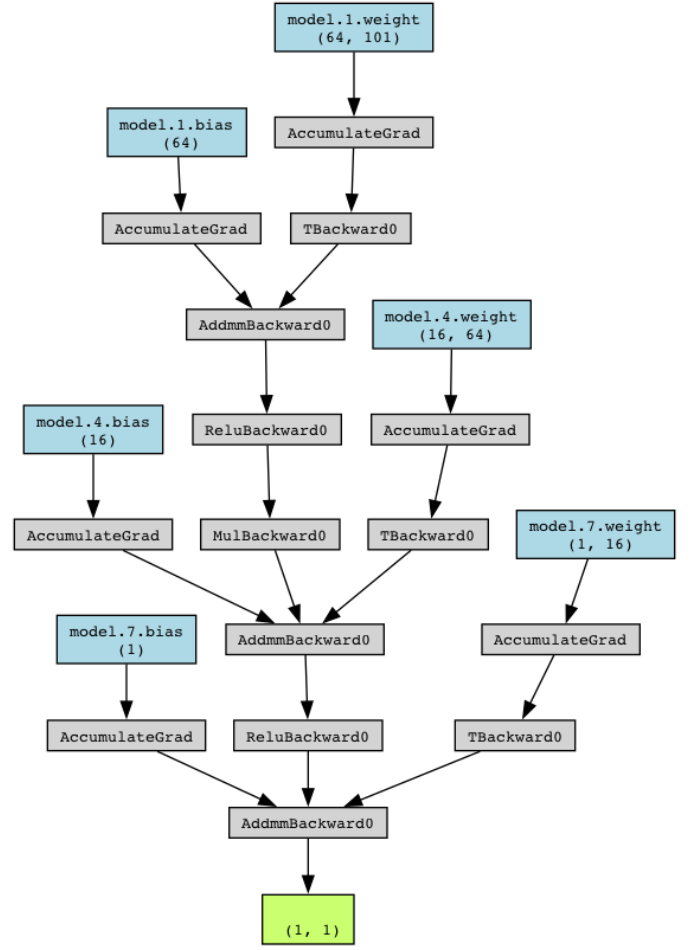 model.1.weight
(64, 101)
model.1.bias
(64)
AccumulateGrad
AccumulateGrad
TBackward0
AddmmBackward0
model.4.weight
(16, 64)
model.4.bias
(16)
ReluBackward0
AccumulateGrad
AccumulateGrad
MulBackward0
TBackward0
model.7.weight
(1, 16)
model.7.bias
(1)
AddmmBackward0
AccumulateGrad
AccumulateGrad
ReluBackward0
TBackward0
AddmmBackward0
(1, 1)